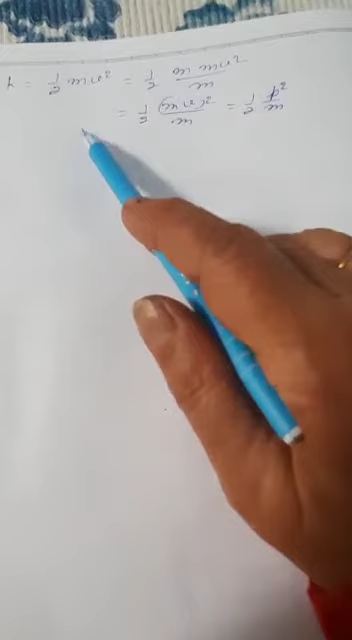 = 1/2 mv² = 1/2 m mv²/m
= 1/2 (mv)²/m = 1/2 p²/m